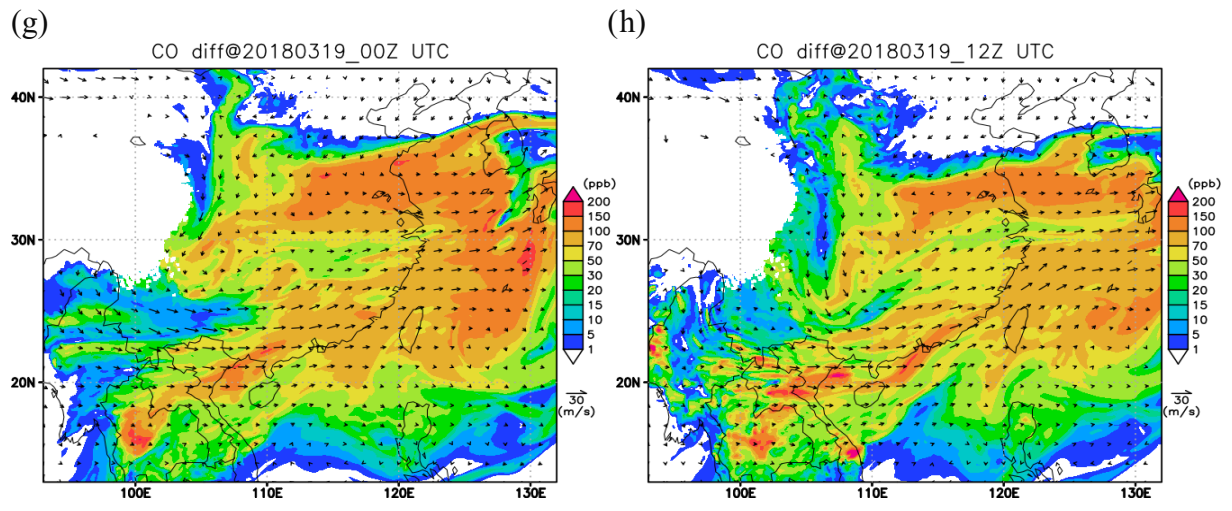 (g)
CO diff@20180319_00Z UTC
40N
30N
20N
100E 110E 120E 130E
(ppb)
200
150
100
70
50
30
20
15
10
5
1
30
(m/s)
(h)
CO diff@20180319_12Z UTC
40N
30N
20N
100E 110E 120E 130E
(ppb)
200
150
100
70
50
30
20
15
10
5
1
30
(m/s)